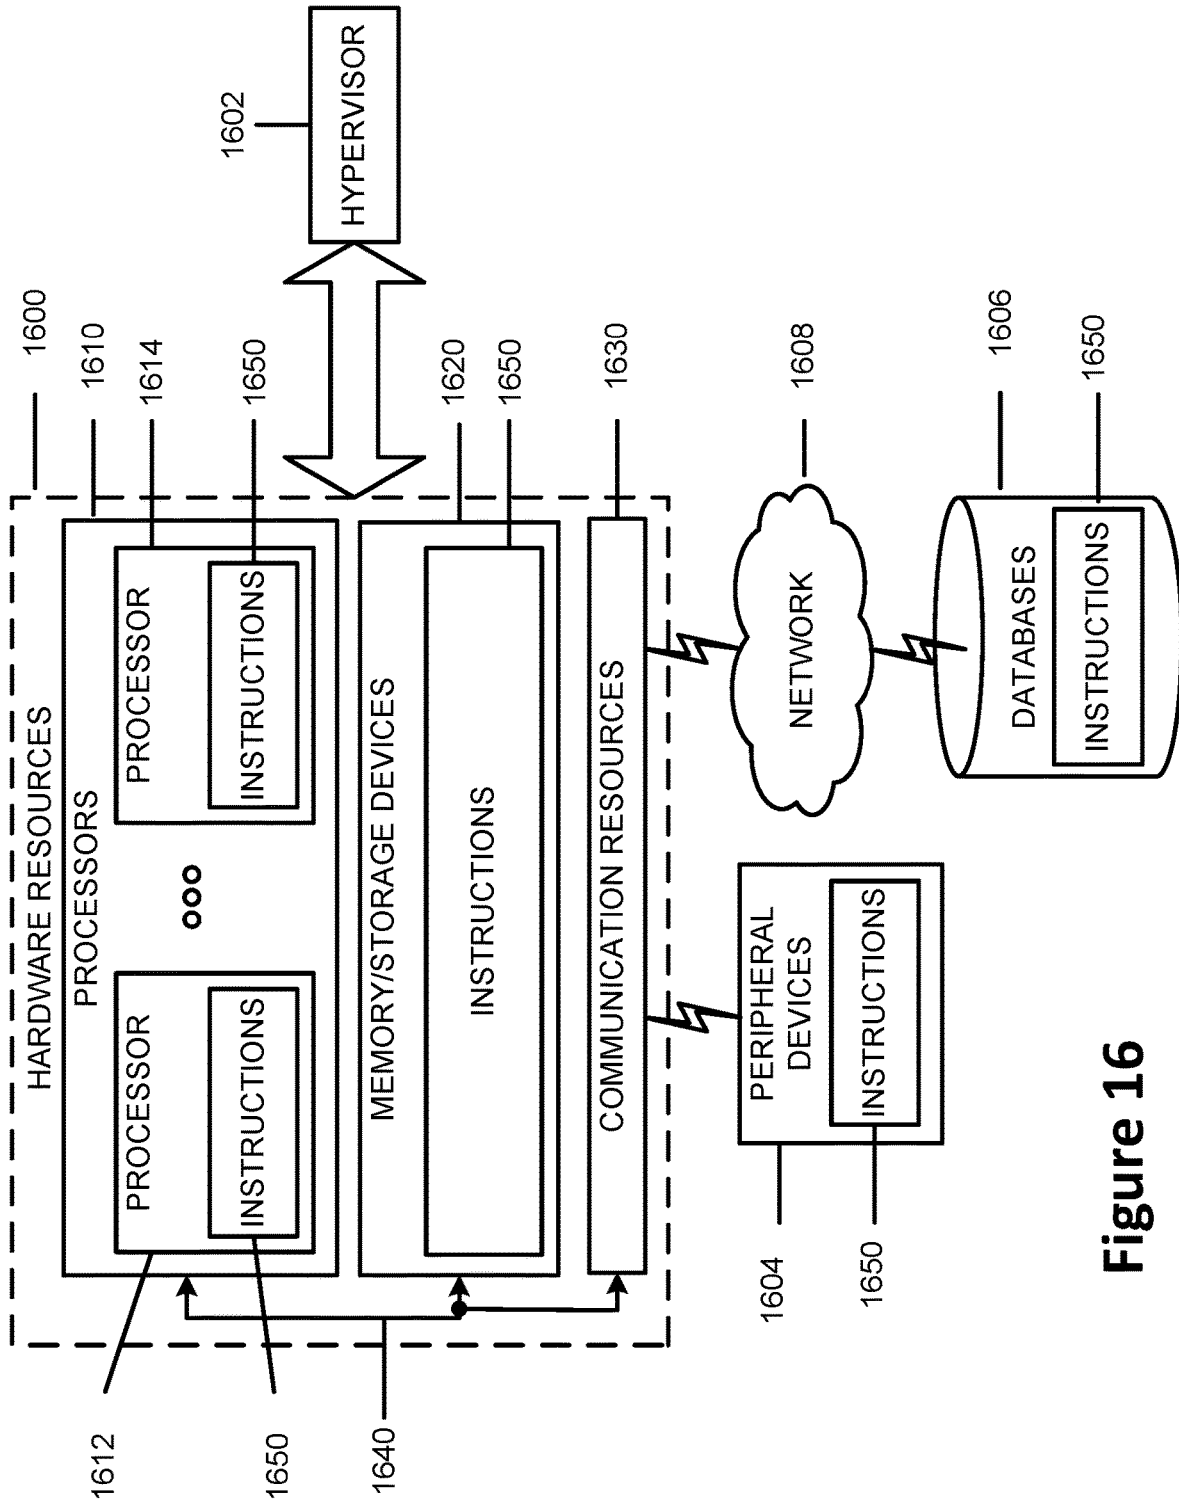 1600
HARDWARE RESOURCES
1610
PROCESSORS
1612
1614
PROCESSOR
PROCESSOR
1650
1650
INSTRUCTIONS
INSTRUCTIONS
1602
HYPERVISOR
1640
1620
MEMORY/STORAGE DEVICES
1650
INSTRUCTIONS
1630
COMMUNICATION RESOURCES
1604
PERIPHERAL
DEVICES
1650
INSTRUCTIONS
1608
NETWORK
1606
DATABASES
1650
INSTRUCTIONS
Figure 16